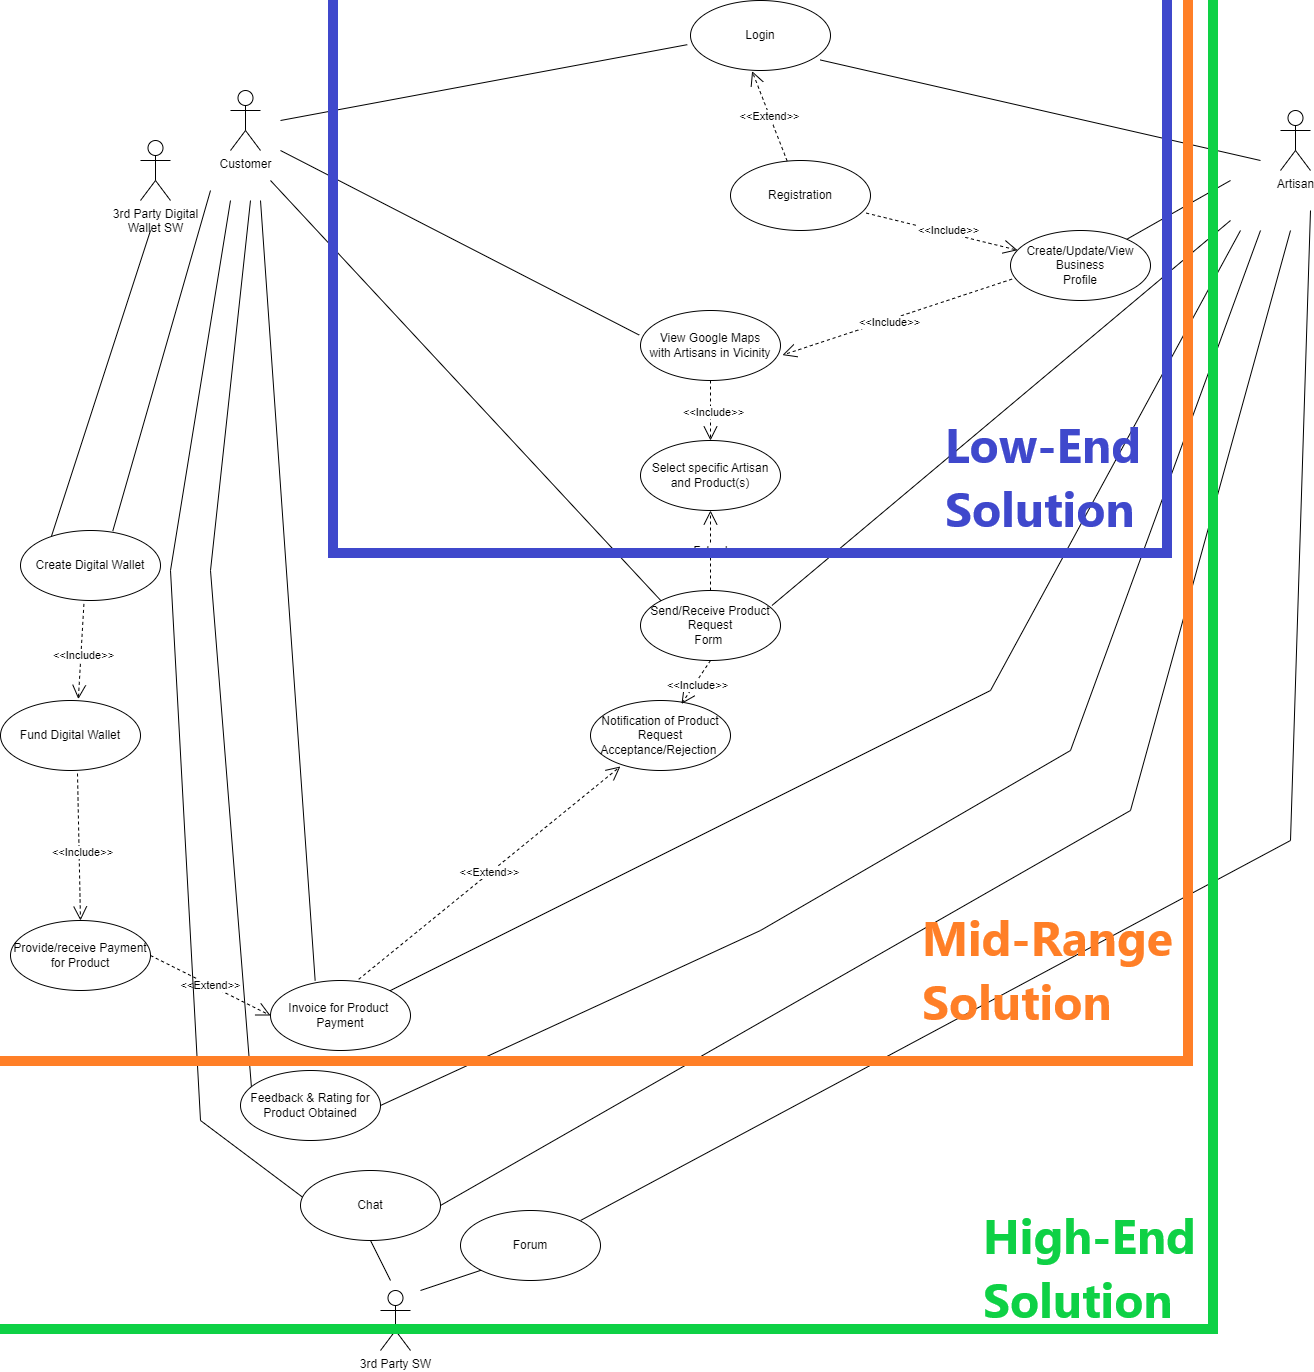 Login
<<Extend>>
Customer
Registration
Artisan
3rd Party Digital
Wallet SW
<<Include>>
Create/Update/View
Business
Profile
<<Include>>
View Google Maps
with Artisans in Vicinity
<<Include>>
Low-End
Solution
Select specific Artisan
and Product(s)
Create Digital Wallet
Send/Receive Product
Request
Form
<<Include>>
<<Include>>
Fund Digital Wallet
Notification of Product
Request
Acceptance/Rejection
<<Include>>
<<Extend>>
Mid-Range
Solution
Provide/receive Payment
for Product
<<Extend>>
Invoice for Product
Payment
Feedback & Rating for
Product Obtained
Chat
Forum
High-End
Solution
3rd Party SW